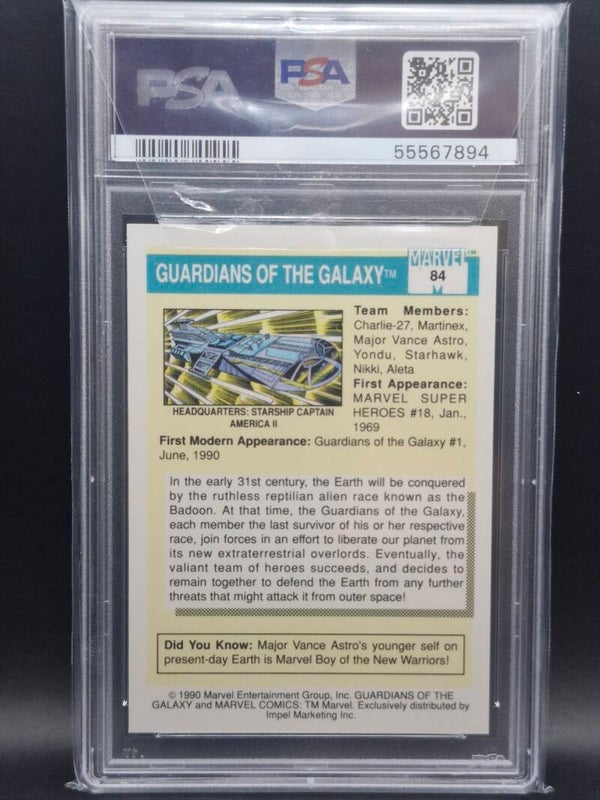 PSA
PSA
55567894
GUARDIANS OF THE GALAXY™
MARVEL™
84
Team Members:
Charlie-27, Martinex,
Major Vance Astro,
Yondu, Starhawk,
Nikki, Aleta
First Appearance:
MARVEL SUPER
HEROES #18, Jan.,
1969
HEADQUARTERS: STARSHIP CAPTAIN
AMERICA II
First Modern Appearance: Guardians of the Galaxy #1,
June, 1990
In the early 31st century, the Earth will be conquered
by the ruthless reptilian alien race known as the
Badoon. At that time, the Guardians of the Galaxy,
each member the last survivor of his or her respective
race, join forces in an effort to liberate our planet from
its new extraterrestrial overlords. Eventually, the
valiant team of heroes succeeds, and decides to
remain together to defend the Earth from any further
threats that might attack it from outer space!
Did You Know: Major Vance Astro's younger self on
present-day Earth is Marvel Boy of the New Warriors!
© 1990 Marvel Entertainment Group, Inc. GUARDIANS OF THE
GALAXY and MARVEL COMICS: TM Marvel. Exclusively distributed by
Impel Marketing Inc.